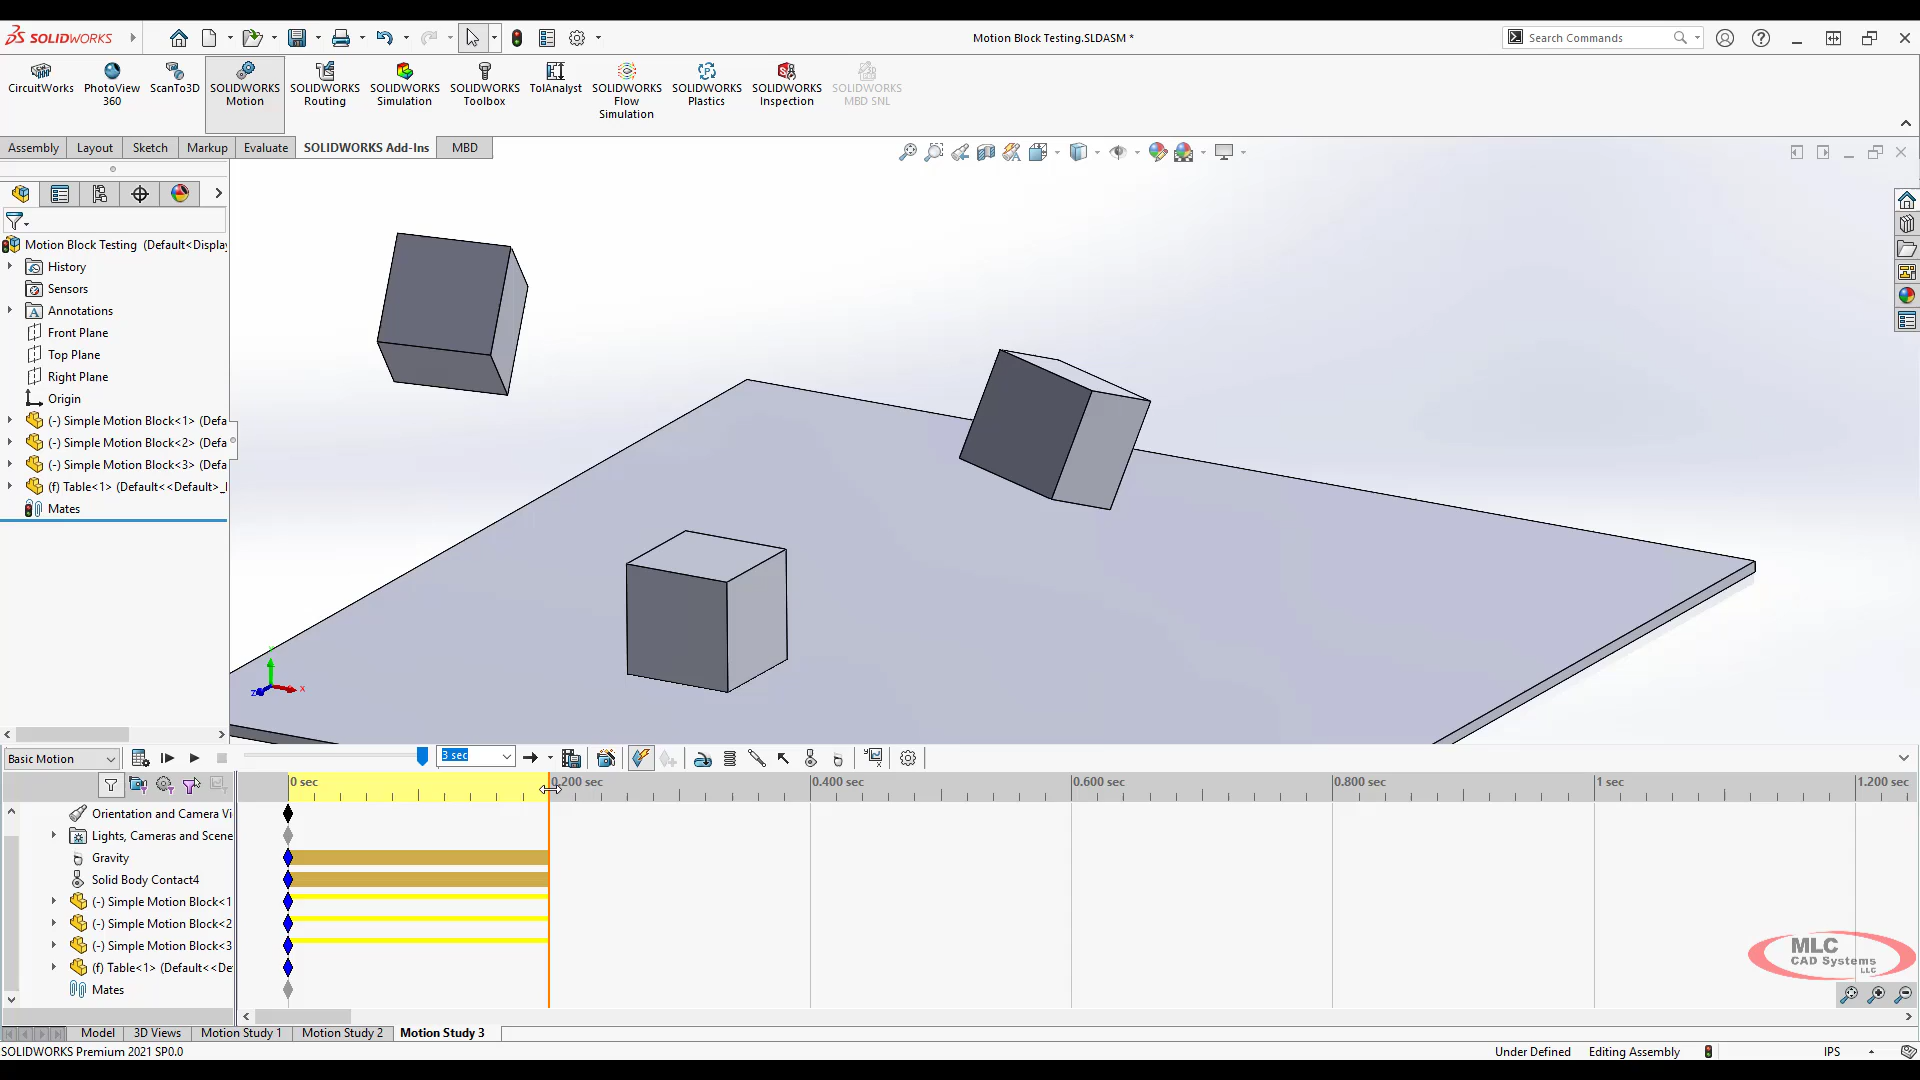 SOLIDWORKS
Motion Block Testing.SLDASM *
Search Commands
CircuitWorks
PhotoView
360
ScanTo3D
SOLIDWORKS
Motion
SOLIDWORKS
Routing
SOLIDWORKS
Simulation
SOLIDWORKS
Toolbox
TolAnalyst
SOLIDWORKS
Flow
Simulation
SOLIDWORKS
Plastics
SOLIDWORKS
Inspection
SOLIDWORKS
MBD SNL
Assembly
Layout
Sketch
Markup
Evaluate
SOLIDWORKS Add-Ins
MBD
Motion Block Testing (Default<Displa
History
Sensors
Annotations
Front Plane
Top Plane
Right Plane
Origin
(-) Simple Motion Block<1> (Defa
(-) Simple Motion Block<2> (Defa
(-) Simple Motion Block<3> (Defa
(f) Table<1> (Default<<Default>_
Mates
x
z
Basic Motion
3 sec
0 sec
0.200 sec
0.400 sec
0.600 sec
0.800 sec
1 sec
1.200 sec
Orientation and Camera Vi
Lights, Cameras and Scene
Gravity
Solid Body Contact4
(-) Simple Motion Block<1
(-) Simple Motion Block<2
(-) Simple Motion Block<3
(f) Table<1> (Default<<De
Mates
MLC
CAD Systems
LLC
Model
3D Views
Motion Study 1
Motion Study 2
Motion Study 3
SOLIDWORKS Premium 2021 SP0.0
Under Defined
Editing Assembly
IPS